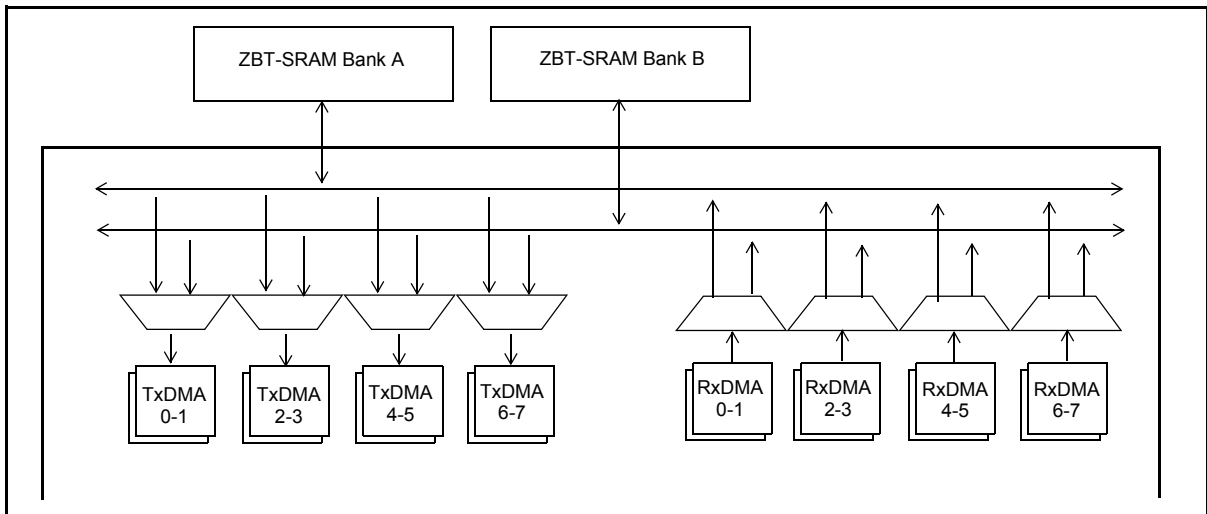 ZBT-SRAM Bank A
ZBT-SRAM Bank B
TxDMA
0-1
TxDMA
2-3
TxDMA
4-5
TxDMA
6-7
RxDMA
0-1
RxDMA
2-3
RxDMA
4-5
RxDMA
6-7